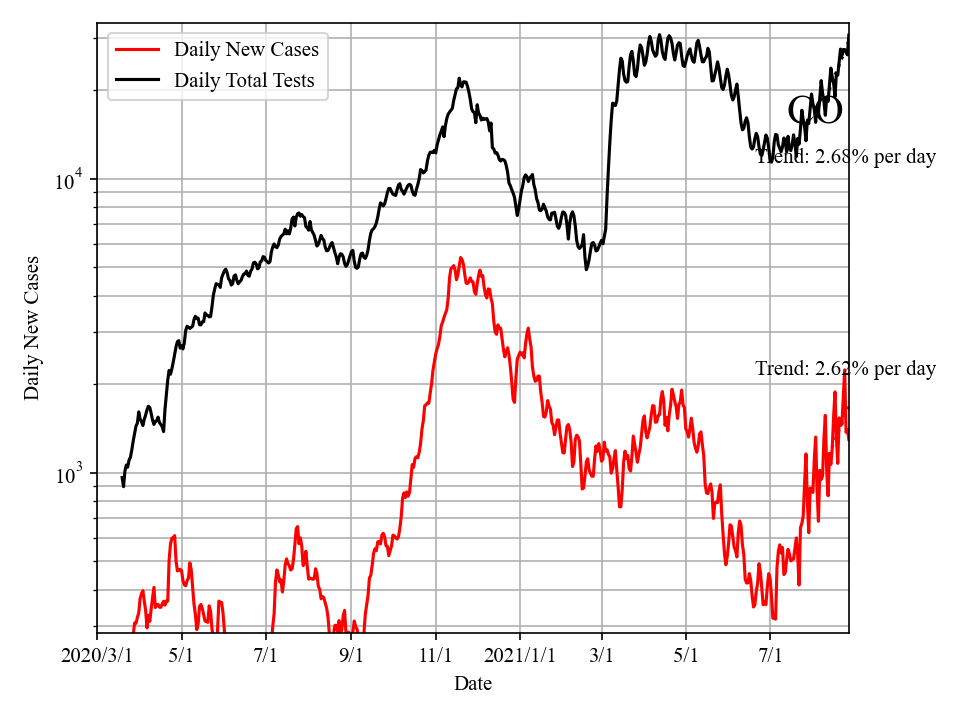 Daily New Cases
Daily Total Tests
CO
Trend: 2.68% per day
Trend: 2.62% per day
10^4
10^3
Daily New Cases
2020/3/1 5/1 7/1 9/1 11/1 2021/1/1 3/1 5/1 7/1
Date